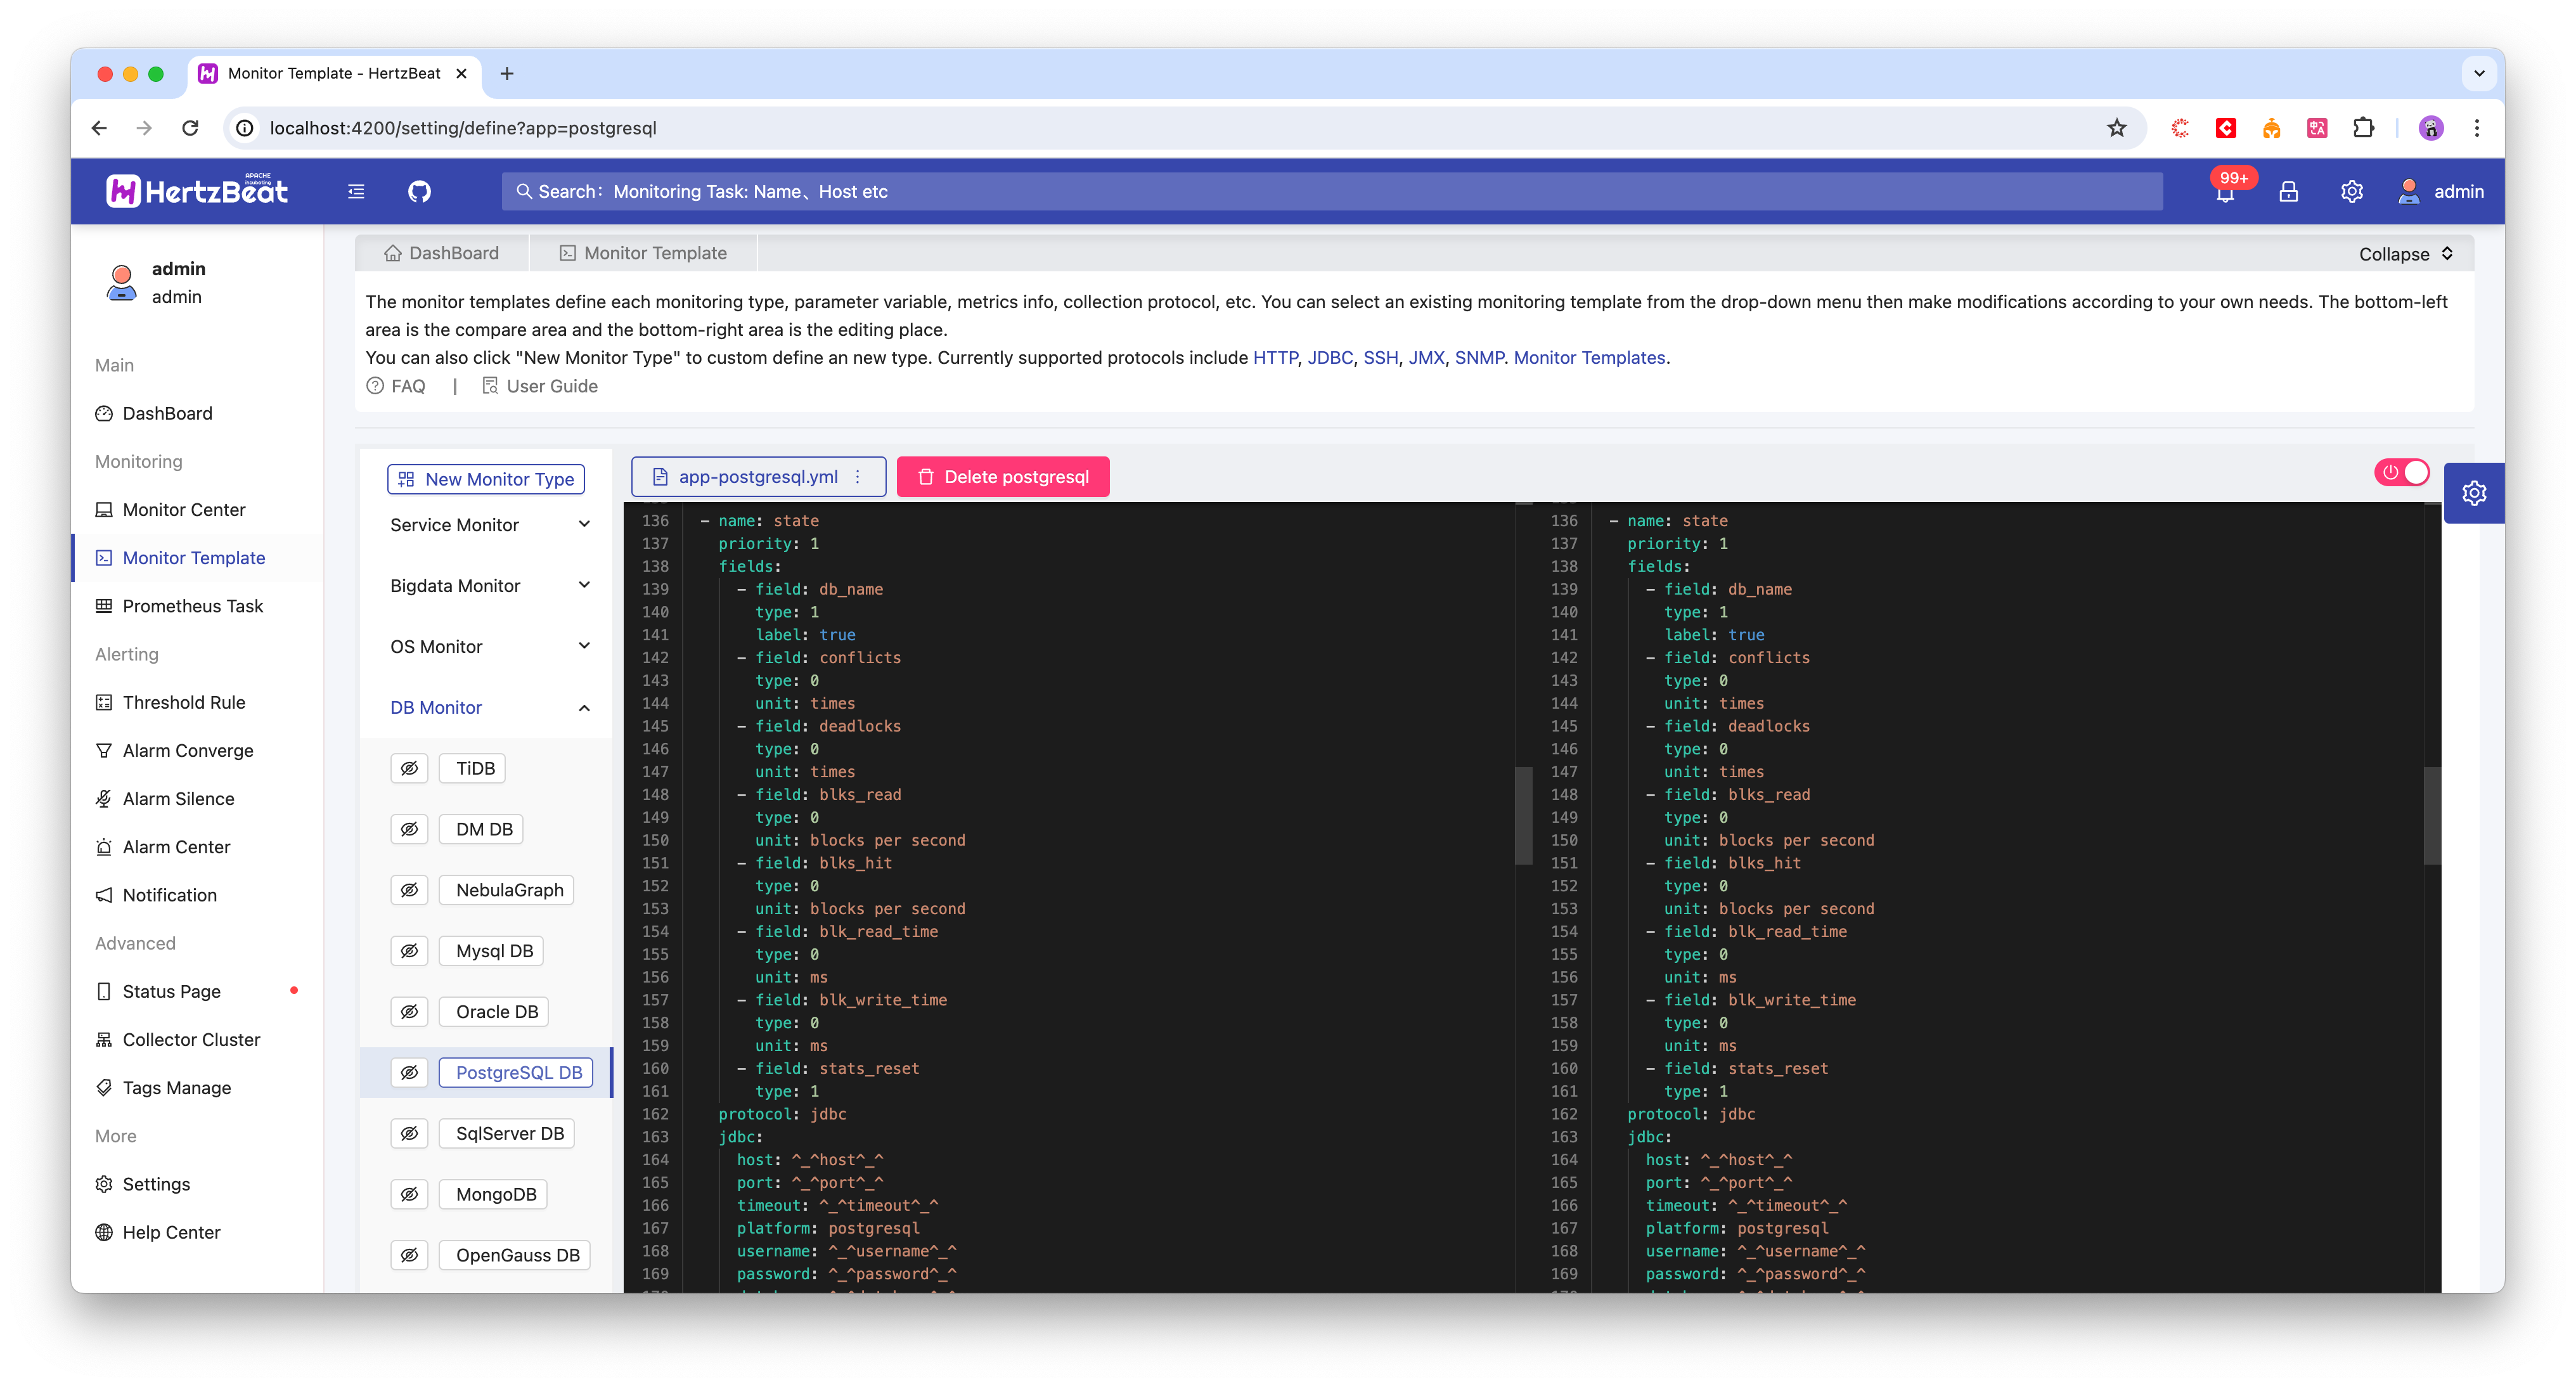 Monitor Template - HertzBeat
localhost:4200/setting/define?app=postgresql
APACHE
incubating
HertzBeat
Search: Monitoring Task: Name、Host etc
99+
admin
admin
admin
Main
DashBoard
Monitoring
Monitor Center
Monitor Template
Prometheus Task
Alerting
Threshold Rule
Alarm Converge
Alarm Silence
Alarm Center
Notification
Advanced
Status Page
Collector Cluster
Tags Manage
More
Settings
Help Center
DashBoard
Monitor Template
Collapse
The monitor templates define each monitoring type, parameter variable, metrics info, collection protocol, etc. You can select an existing monitoring template from the drop-down menu then make modifications according to your own needs. The bottom-left
area is the compare area and the bottom-right area is the editing place.
You can also click "New Monitor Type" to custom define an new type. Currently supported protocols include HTTP, JDBC, SSH, JMX, SNMP. Monitor Templates.
FAQ | User Guide
New Monitor Type
Service Monitor
Bigdata Monitor
OS Monitor
DB Monitor
TiDB
DM DB
NebulaGraph
Mysql DB
Oracle DB
PostgreSQL DB
SqlServer DB
MongoDB
OpenGauss DB
app-postgresql.yml
Delete postgresql
136 - name: state
137 priority: 1
138 fields:
139 - field: db_name
140 type: 1
141 label: true
142 - field: conflicts
143 type: 0
144 unit: times
145 - field: deadlocks
146 type: 0
147 unit: times
148 - field: blks_read
149 type: 0
150 unit: blocks per second
151 - field: blks_hit
152 type: 0
153 unit: blocks per second
154 - field: blk_read_time
155 type: 0
156 unit: ms
157 - field: blk_write_time
158 type: 0
159 unit: ms
160 - field: stats_reset
161 type: 1
162 protocol: jdbc
163 jdbc:
164 host: ^_^host^_^
165 port: ^_^port^_^
166 timeout: ^_^timeout^_^
167 platform: postgresql
168 username: ^_^username^_^
169 password: ^_^password^_^
136 - name: state
137 priority: 1
138 fields:
139 - field: db_name
140 type: 1
141 label: true
142 - field: conflicts
143 type: 0
144 unit: times
145 - field: deadlocks
146 type: 0
147 unit: times
148 - field: blks_read
149 type: 0
150 unit: blocks per second
151 - field: blks_hit
152 type: 0
153 unit: blocks per second
154 - field: blk_read_time
155 type: 0
156 unit: ms
157 - field: blk_write_time
158 type: 0
159 unit: ms
160 - field: stats_reset
161 type: 1
162 protocol: jdbc
163 jdbc:
164 host: ^_^host^_^
165 port: ^_^port^_^
166 timeout: ^_^timeout^_^
167 platform: postgresql
168 username: ^_^username^_^
169 password: ^_^password^_^